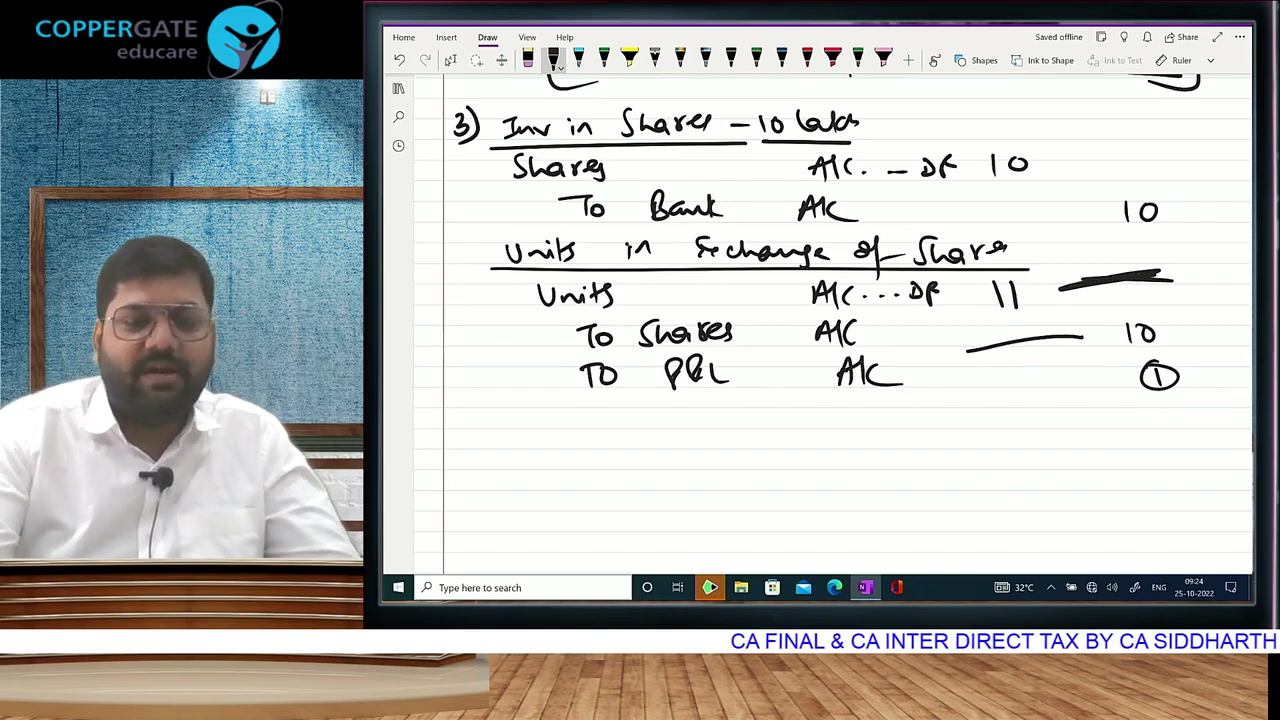 COPPERGATE
educare
Home Insert Draw View Help
Saved offline
Share
Shapes
Ink to Shape
Ink to Text
Ruler
3) Inv in Shares - 10 Lakhs
Shares A/C. - Dr 10
To Bank A/C 10
Units in Exchange of Shares
Units A/C... Dr 11
To Shares A/C 10
To P&L A/C 1
Type here to search
32°C
ENG
09:24
25-10-2022
CA FINAL & CA INTER DIRECT TAX BY CA SIDDHARTH